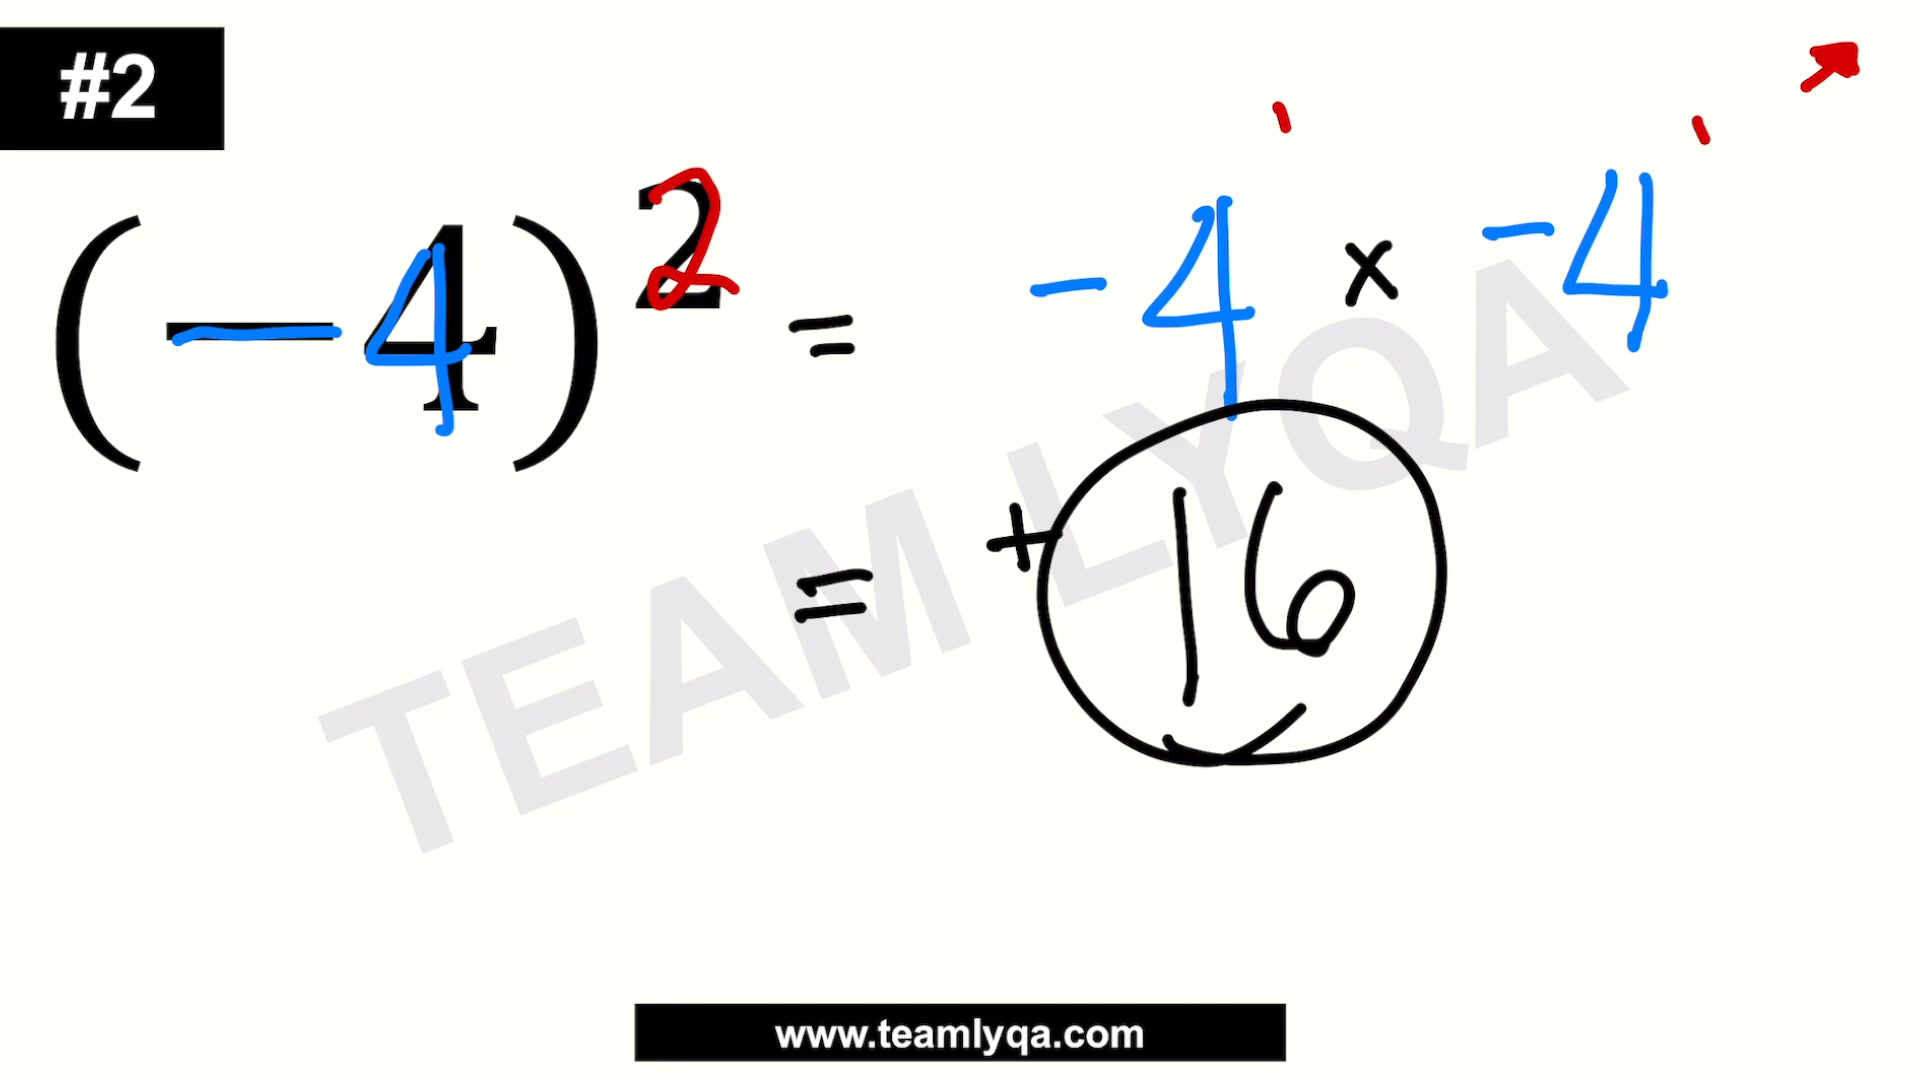 #2
(-4)² = -4 x -4
= +16
TEAM LYQA
www.teamlyqa.com